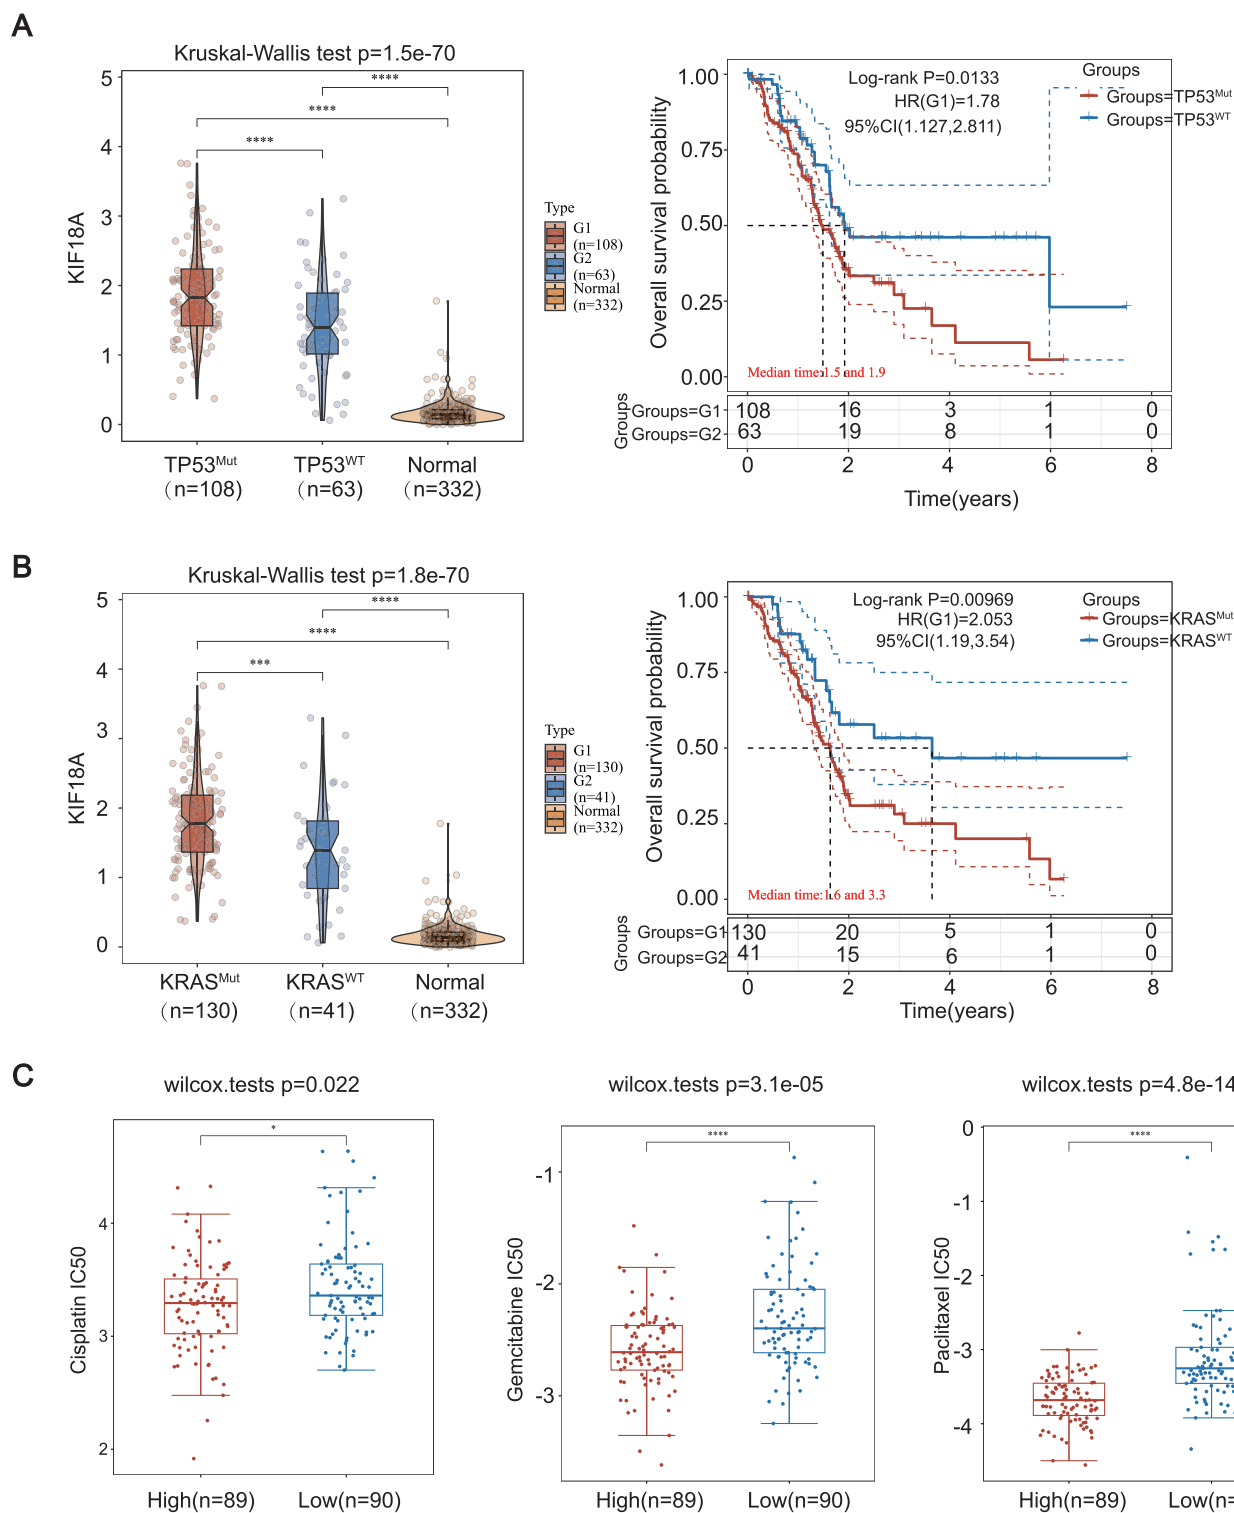 A
Kruskal-Wallis test p=1.5e-70
5
4
3
2
1
0
KIF18A
****
****
****
TP53Mut
(n=108)
TP53WT
(n=63)
Normal
(n=332)
Type
G1
(n=108)
G2
(n=63)
Normal
(n=332)
Overall survival probability
1.00
0.75
0.50
0.25
0.00
Log-rank P=0.0133
HR(G1)=1.78
95%CI(1.127,2.811)
Groups
Groups=TP53Mut
Groups=TP53WT
Median time:1.5 and 1.9
Groups
Groups=G1 108 16 3 1 0
Groups=G2 63 19 8 1 0
0 2 4 6 8
Time(years)
B
Kruskal-Wallis test p=1.8e-70
5
4
3
2
1
0
KIF18A
****
****
***
KRASMut
(n=130)
KRASWT
(n=41)
Normal
(n=332)
Type
G1
(n=130)
G2
(n=41)
Normal
(n=332)
Overall survival probability
1.00
0.75
0.50
0.25
0.00
Log-rank P=0.00969
HR(G1)=2.053
95%CI(1.19,3.54)
Groups
Groups=KRASMut
Groups=KRASWT
Median time:1.6 and 3.3
Groups
Groups=G1 130 20 5 1 0
Groups=G2 41 15 6 1 0
0 2 4 6 8
Time(years)
C
wilcox.tests p=0.022
*
Cisplatin IC50
4
3
2
High(n=89) Low(n=90)
wilcox.tests p=3.1e-05
****
Gemcitabine IC50
-1
-2
-3
High(n=89) Low(n=90)
wilcox.tests p=4.8e-14
****
Paclitaxel IC50
0
-1
-2
-3
-4
High(n=89) Low(n=